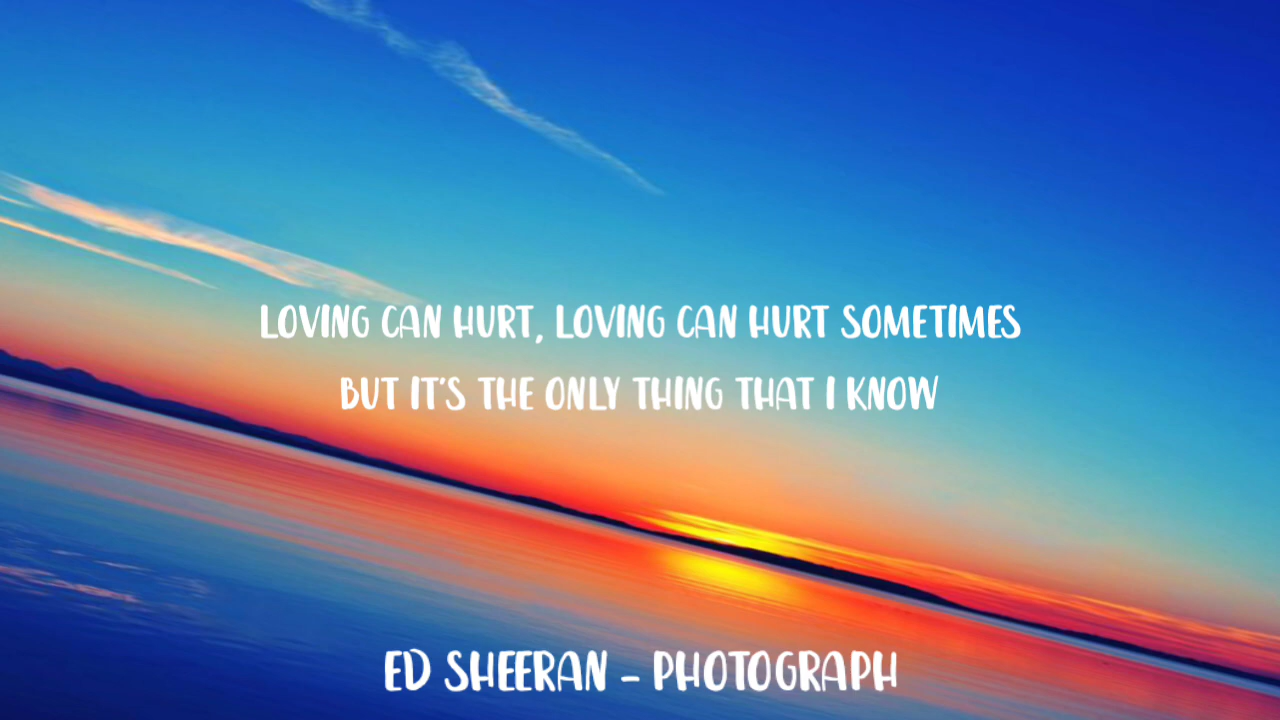 LOVING CAN HURT, LOVING CAN HURT SOMETIMES
BUT IT'S THE ONLY THING THAT I KNOW
ED SHEERAN - PHOTOGRAPH